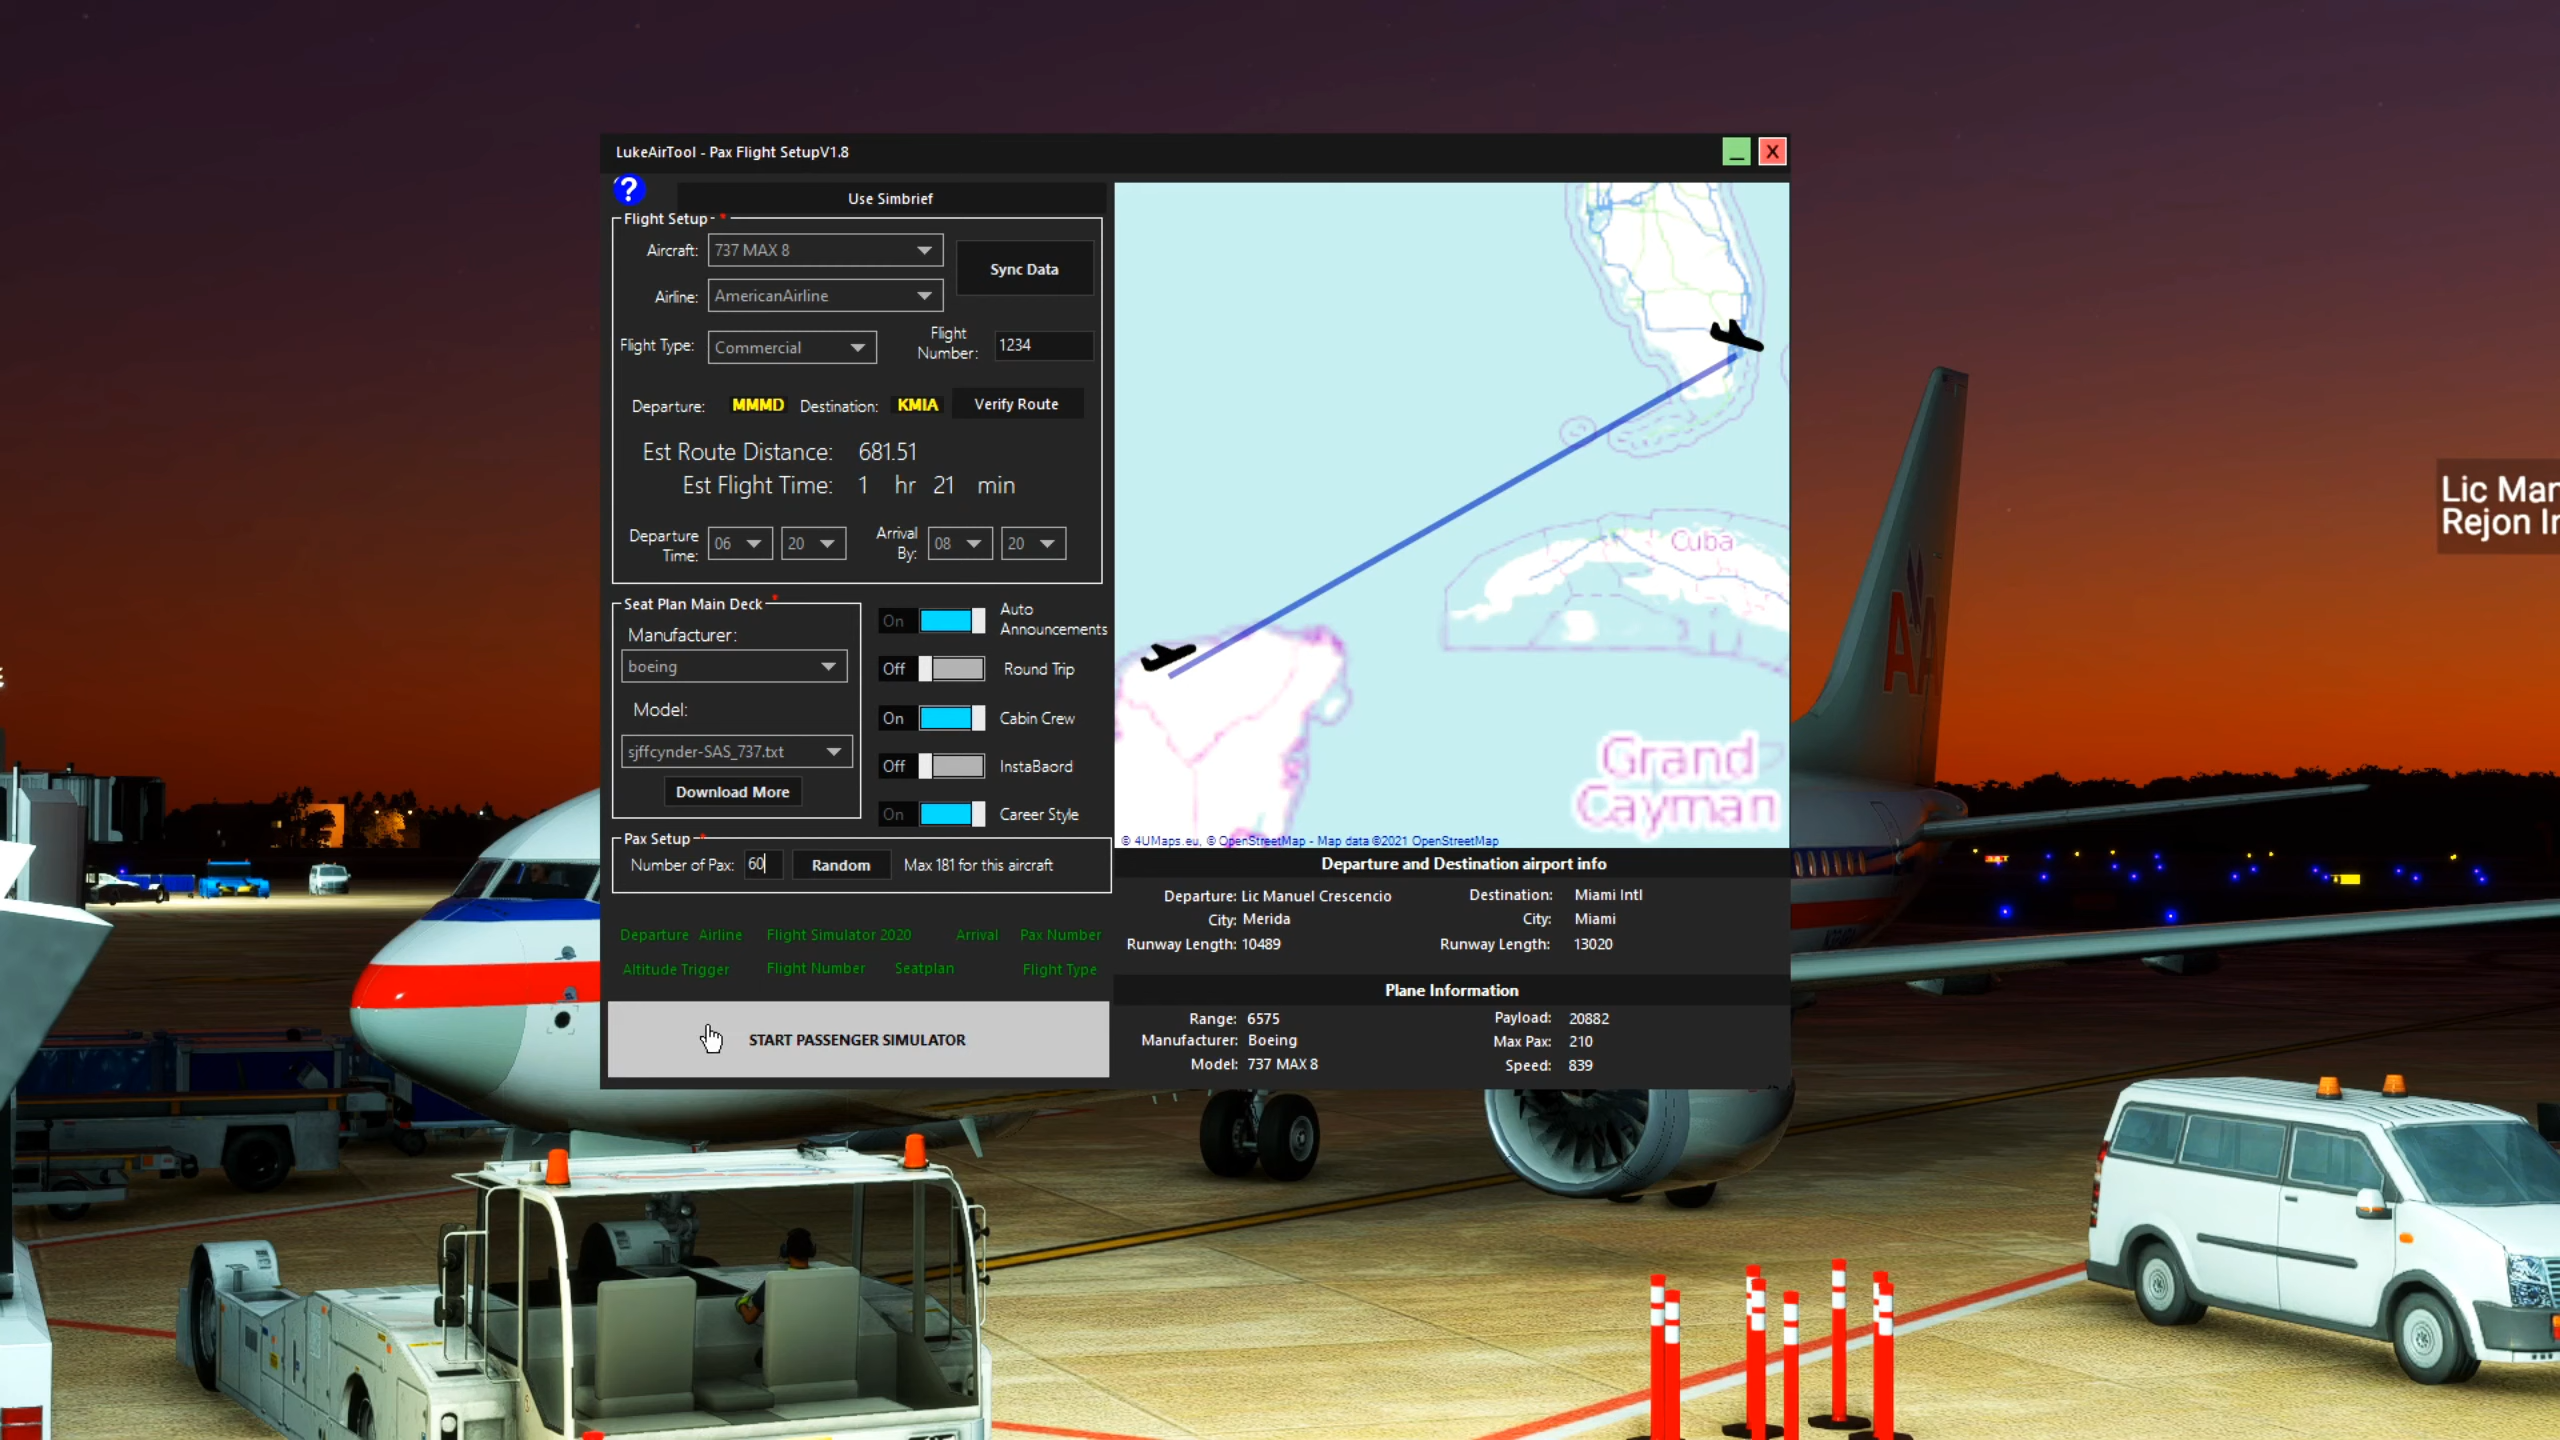 LukeAirTool - Pax Flight SetupV1.8
_
X
?
Use Simbrief
Flight Setup - *
Aircraft: 737 MAX 8
Sync Data
Airline: AmericanAirline
Flight Type: Commercial
Flight Number: 1234
Departure: MMMD Destination: KMIA Verify Route
Est Route Distance: 681.51
Est Flight Time: 1 hr 21 min
Departure Time: 06 20 Arrival By: 08 20
Seat Plan Main Deck *
Manufacturer:
boeing
Model:
sjffcynder-SAS_737.txt
Download More
On Auto Announcements
Off Round Trip
On Cabin Crew
Off InstaBaord
On Career Style
Pax Setup *
Number of Pax: 60 Random Max 181 for this aircraft
Departure Airline Flight Simulator 2020 Arrival Pax Number
Altitude Trigger Flight Number Seatplan Flight Type
START PASSENGER SIMULATOR
Cuba
Grand
Cayman
© 4UMaps.eu, © OpenStreetMap - Map data ©2021 OpenStreetMap
Departure and Destination airport info
Departure: Lic Manuel Crescencio Destination: Miami Intl
City: Merida City: Miami
Runway Length: 10489 Runway Length: 13020
Plane Information
Range: 6575 Payload: 20882
Manufacturer: Boeing Max Pax: 210
Model: 737 MAX 8 Speed: 839
Lic Man
Rejon In
AA